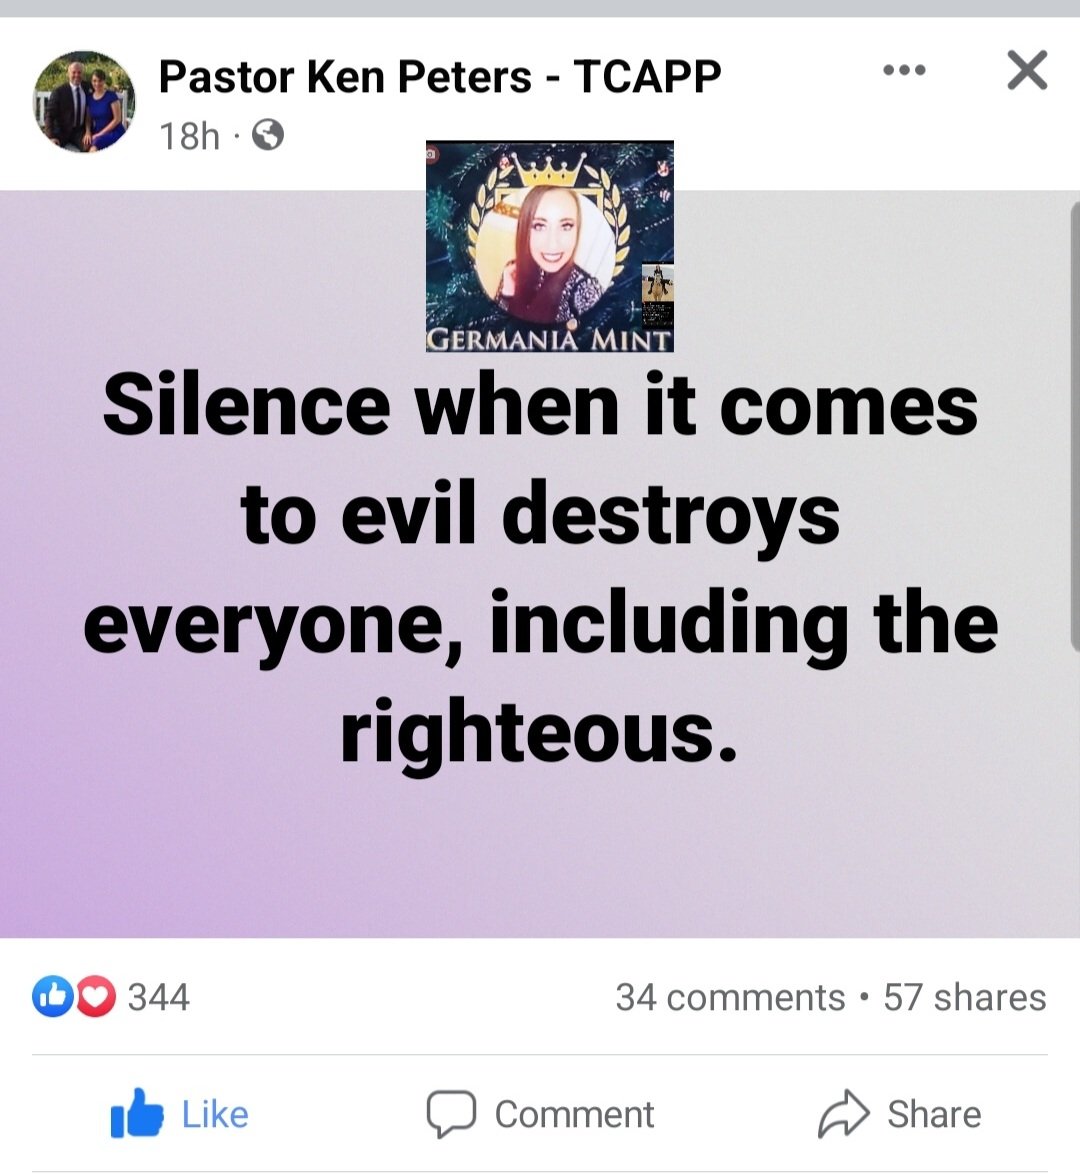 Pastor Ken Peters - TCAPP
18h ·
GERMANIA MINT
Silence when it comes
to evil destroys
everyone, including the
righteous.
344
34 comments • 57 shares
Like
Comment
Share